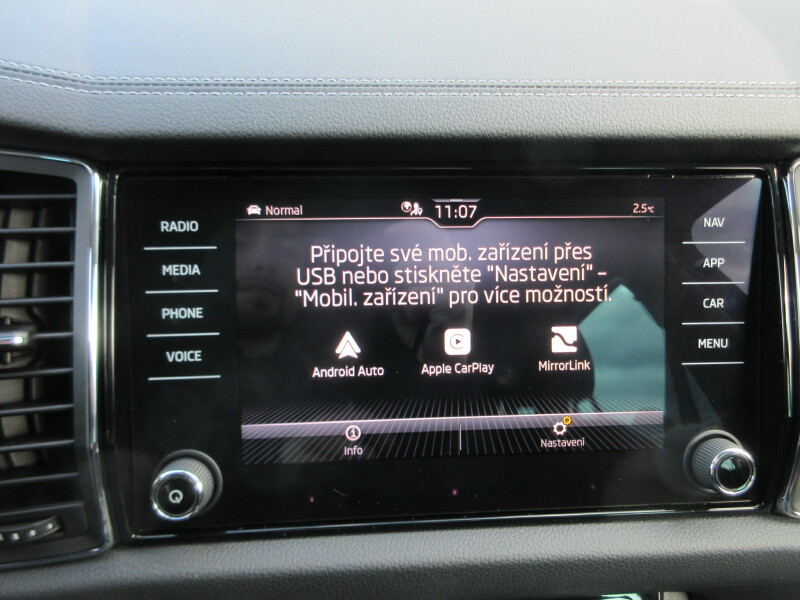 RADIO
MEDIA
PHONE
VOICE
Normal
11:07
2.5°C
Připojte své mob. zařízení přes
USB nebo stiskněte "Nastavení" –
"Mobil. zařízení" pro více možností.
Android Auto
Apple CarPlay
MirrorLink
Info
Nastavení
NAV
APP
CAR
MENU